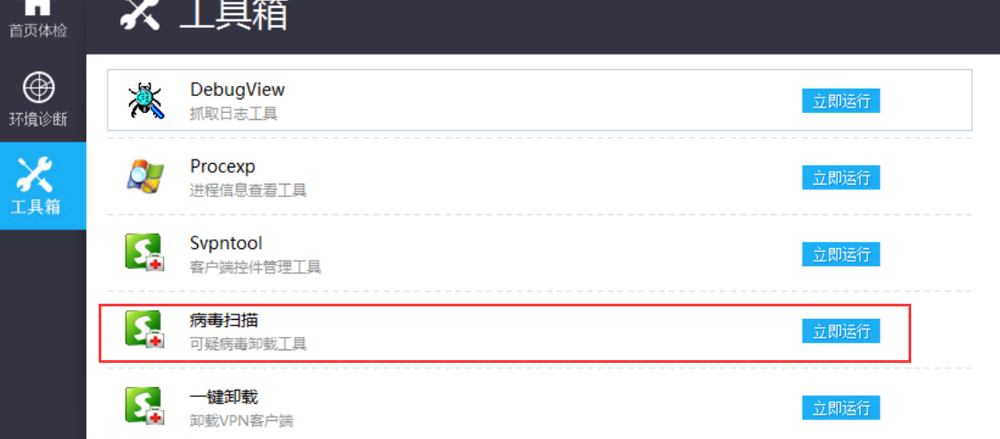 首页体检
工具箱
环境诊断
工具箱
DebugView
抓取日志工具
立即运行
Procexp
进程信息查看工具
立即运行
Svpntool
客户端控件管理工具
立即运行
病毒扫描
可疑病毒卸载工具
立即运行
一键卸载
卸载VPN客户端
立即运行